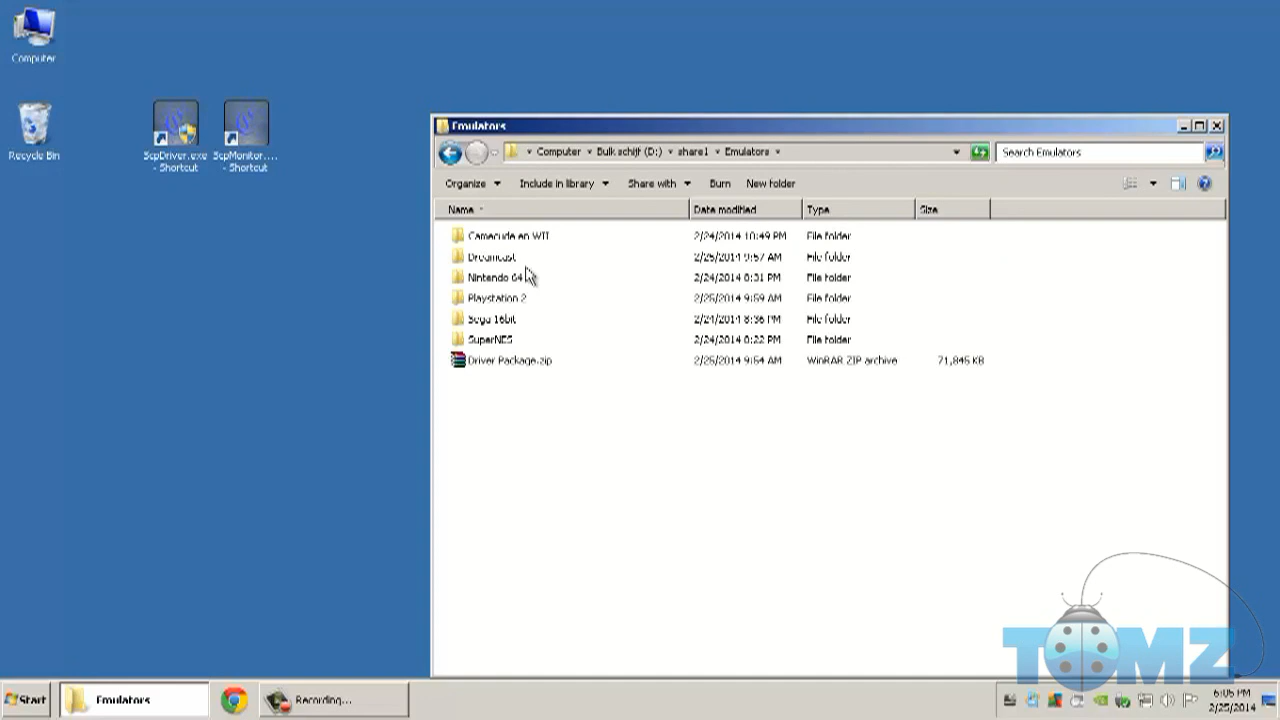 Computer
Recycle Bin
ScpDriver.exe - Shortcut
ScpMonitor.... - Shortcut
Emulators
Computer Bulk schijf (D:) share1 Emulators
Search Emulators
Organize Include in library Share with Burn New folder
Name Date modified Type Size
Gamecude en WII 2/24/2014 10:49 PM File folder
Dreamcast 2/25/2014 9:57 AM File folder
Nintendo 64 2/24/2014 8:31 PM File folder
Playstation 2 2/25/2014 9:59 AM File folder
Sega 16bit 2/24/2014 8:36 PM File folder
SuperNES 2/24/2014 8:22 PM File folder
Driver Package.zip 2/25/2014 9:54 AM WinRAR ZIP archive 71,845 KB
TOMZ
Start Emulators Recording...
6:05 PM
2/25/2014